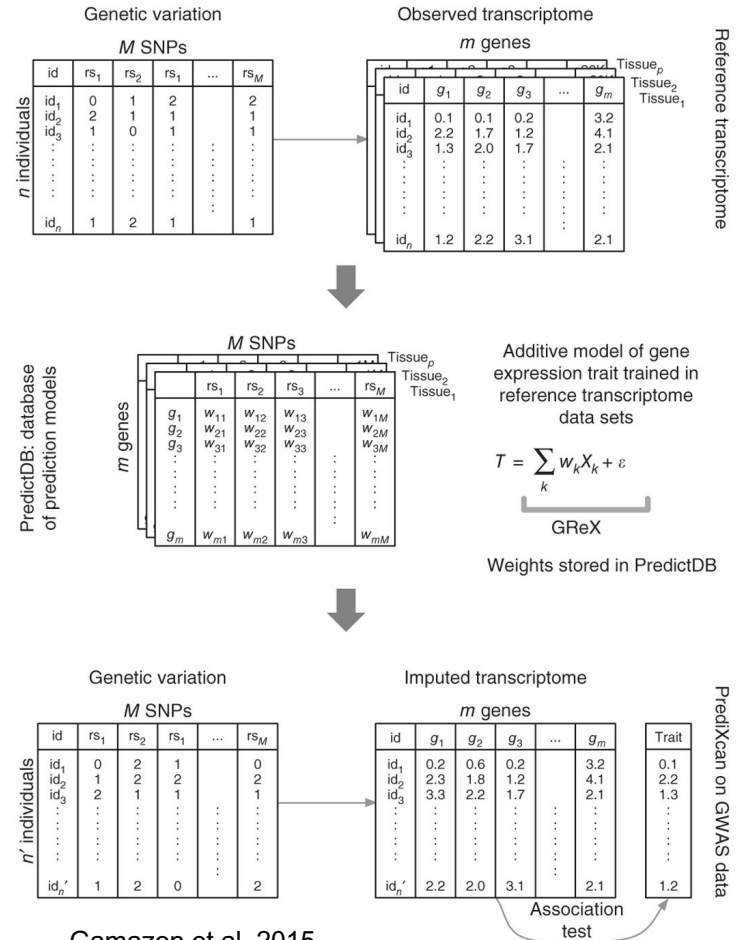 Genetic variation
Observed transcriptome
M SNPs
m genes
Tissue_p
Tissue_2
Tissue_1
id rs_1 rs_2 rs_1 ... rs_M
id_1 0 1 2 2
id_2 2 1 1 1
id_3 1 0 1 1
id_n 1 2 1 1
n individuals
id g_1 g_2 g_3 ... g_m
id_1 0.1 0.1 0.2 3.2
id_2 2.2 1.7 1.2 4.1
id_3 1.3 2.0 1.7 2.1
id_n 1.2 2.2 3.1 2.1
Reference transcriptome
PredictDB: database
of prediction models
M SNPs
m genes
Tissue_p
Tissue_2
Tissue_1
rs_1 rs_2 rs_3 ... rs_M
g_1 w_11 w_12 w_13 w_1M
g_2 w_21 w_22 w_23 w_2M
g_3 w_31 w_32 w_33 w_3M
g_m w_m1 w_m2 w_m3 w_mM
Additive model of gene
expression trait trained in
reference transcriptome
data sets
T = ∑_k w_k X_k + ε
GReX
Weights stored in PredictDB
Genetic variation
Imputed transcriptome
M SNPs
m genes
n′ individuals
id rs_1 rs_2 rs_1 ... rs_M
id_1 0 2 1 0
id_2 1 2 2 2
id_3 2 1 1 1
id_n′ 1 2 0 2
id g_1 g_2 g_3 ... g_m
id_1 0.2 0.6 0.2 3.2
id_2 2.3 1.8 1.2 4.1
id_3 3.3 2.2 1.7 2.1
id_n′ 2.2 2.0 3.1 2.1
Trait
0.1
2.2
1.3
1.2
PrediXcan on GWAS data
Association
test
Gamazon et al. 2015